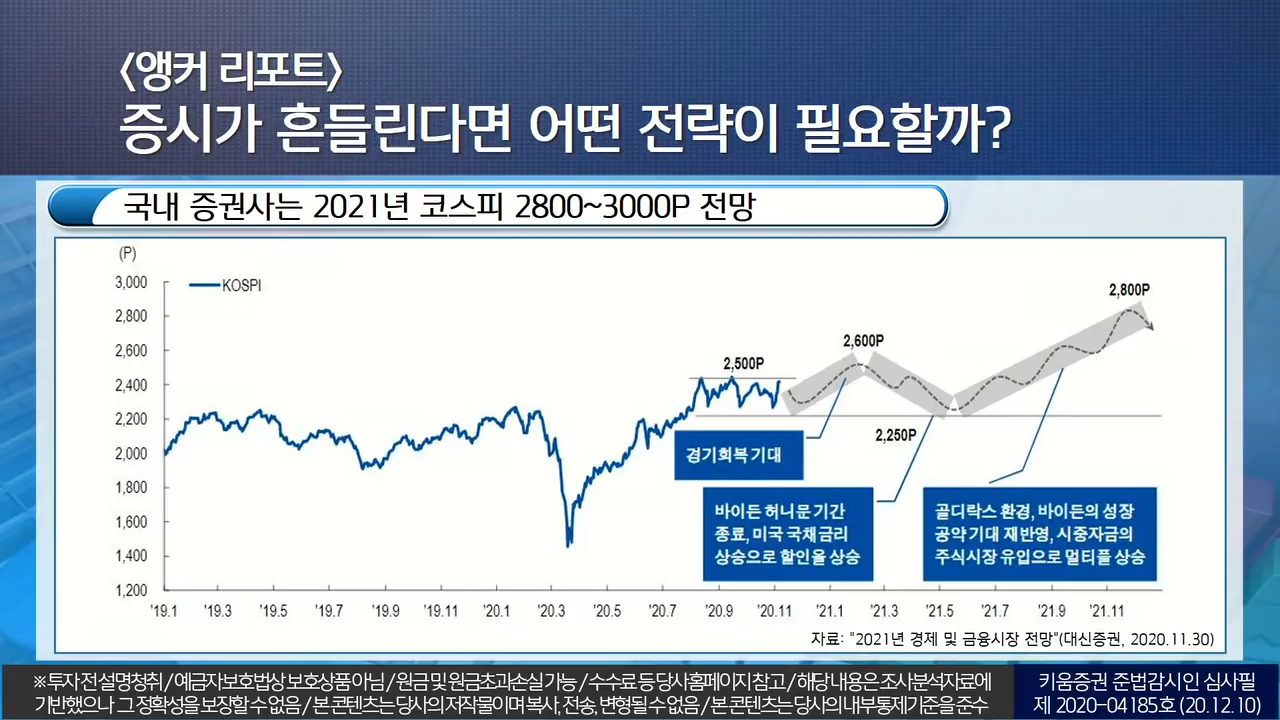 <앵커 리포트>
증시가 흔들린다면 어떤 전략이 필요할까?
국내 증권사는 2021년 코스피 2800~3000P 전망
(P)
3,000
2,800
2,600
2,400
2,200
2,000
1,800
1,600
1,400
1,200
KOSPI
2,500P
2,600P
2,250P
2,800P
경기회복 기대
바이든 허니문 기간
종료, 미국 국채금리
상승으로 할인율 상승
골디락스 환경, 바이든의 성장
공약 기대 재반영, 시중자금의
주식시장 유입으로 멀티플 상승
'19.1 '19.3 '19.5 '19.7 '19.9 '19.11 '20.1 '20.3 '20.5 '20.7 '20.9 '20.11 '21.1 '21.3 '21.5 '21.7 '21.9 '21.11
자료: "2021년 경제 및 금융시장 전망"(대신증권, 2020.11.30)
※ 투자 전 설명청취 / 예금자보호법상 보호상품 아님 / 원금 및 원금초과손실 가능 / 수수료 등 당사홈페이지 참고 / 해당 내용은 조사분석자료에
기반했으나 그 정확성을 보장할 수 없음 / 본 콘텐츠는 당사의 저작물이며 복사, 전송, 변형될 수 없음 / 본 콘텐츠는 당사의 내부통제기준을 준수
키움증권 준법감시인 심사필
제 2020-04185호 (20.12.10)